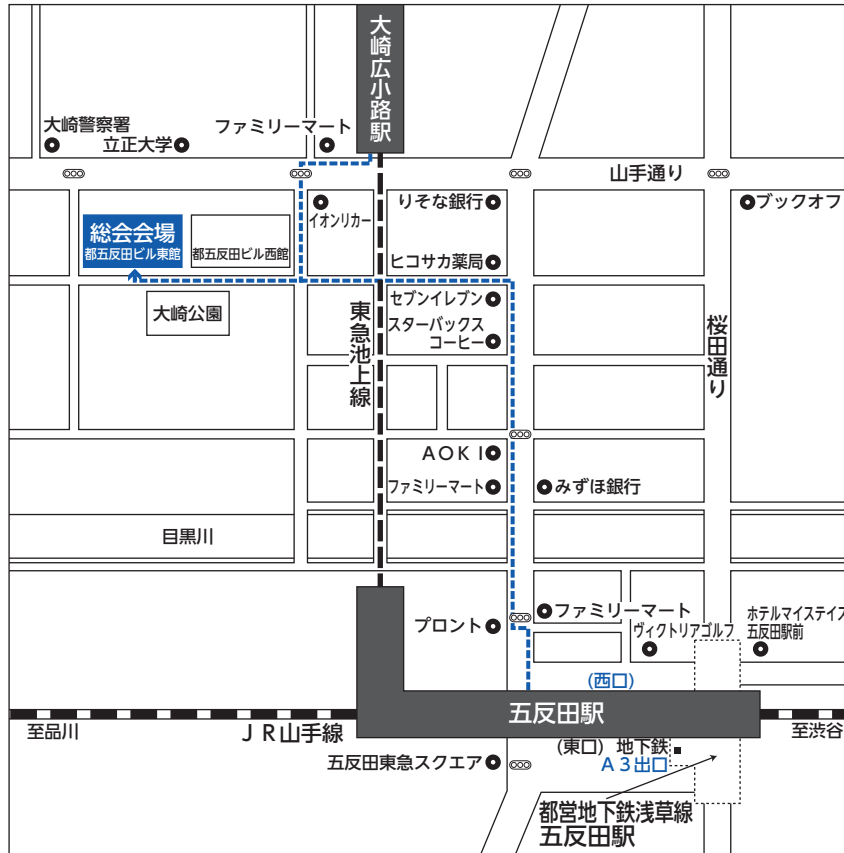 大崎広小路駅
大崎警察署
立正大学
ファミリーマート
山手通り
総会会場
都五反田ビル東館
都五反田ビル西館
イオンリカー
りそな銀行
ブックオフ
ヒコサカ薬局
大崎公園
セブンイレブン
スターバックス
コーヒー
東急池上線
桜田通り
AOKI
ファミリーマート
みずほ銀行
目黒川
プロント
ファミリーマート
ヴィクトリアゴルフ
ホテルマイステイズ
五反田駅前
(西口)
五反田駅
至品川
JR山手線
至渋谷
(東口)
地下鉄
A3出口
五反田東急スクエア
都営地下鉄浅草線
五反田駅